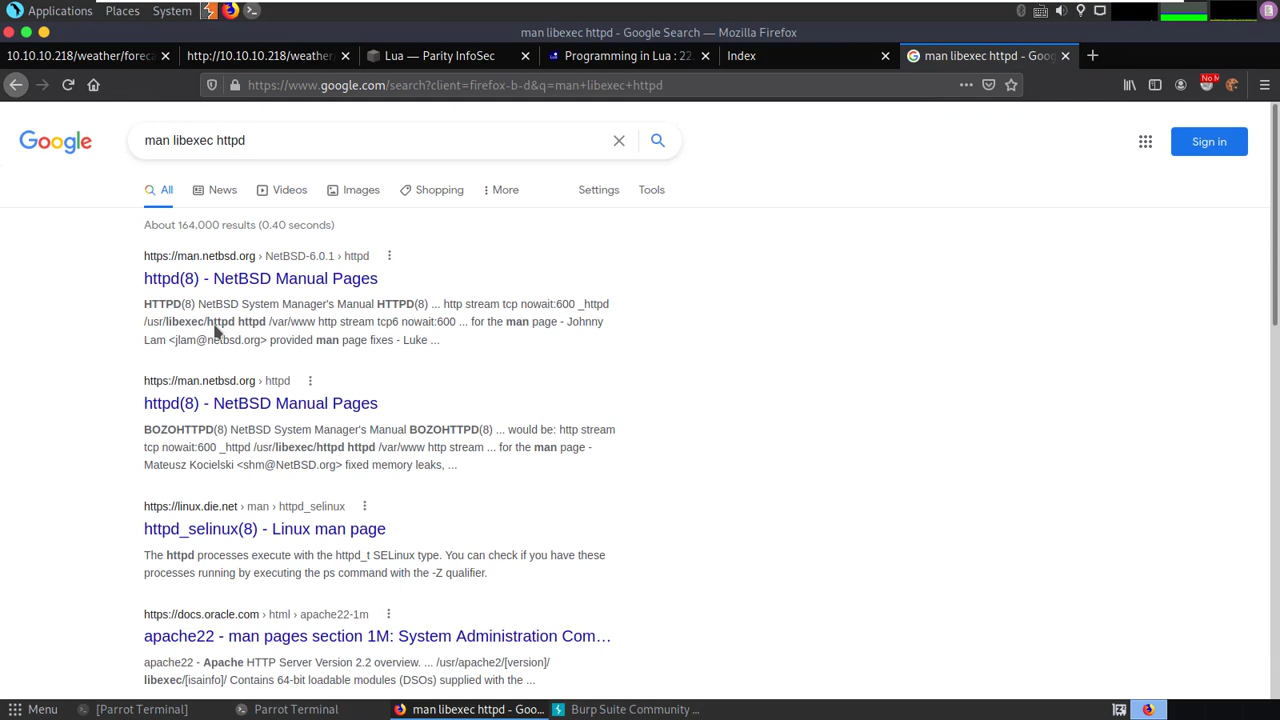 Applications Places System
man libexec httpd - Google Search — Mozilla Firefox
10.10.10.218/weather/foreca
http://10.10.10.218/weather
Lua — Parity InfoSec
Programming in Lua : 22
Index
man libexec httpd - Goog
https://www.google.com/search?client=firefox-b-d&q=man+libexec+httpd
No M
Google
man libexec httpd
Sign in
All News Videos Images Shopping More Settings Tools
About 164,000 results (0.40 seconds)
https://man.netbsd.org › NetBSD-6.0.1 › httpd
httpd(8) - NetBSD Manual Pages
HTTPD(8) NetBSD System Manager's Manual HTTPD(8) ... http stream tcp nowait:600 _httpd
/usr/libexec/httpd httpd /var/www http stream tcp6 nowait:600 ... for the man page - Johnny
Lam <jlam@netbsd.org> provided man page fixes - Luke ...
https://man.netbsd.org › httpd
httpd(8) - NetBSD Manual Pages
BOZOHTTPD(8) NetBSD System Manager's Manual BOZOHTTPD(8) ... would be: http stream
tcp nowait:600 _httpd /usr/libexec/httpd httpd /var/www http stream ... for the man page -
Mateusz Kocielski <shm@NetBSD.org> fixed memory leaks, ...
https://linux.die.net › man › httpd_selinux
httpd_selinux(8) - Linux man page
The httpd processes execute with the httpd_t SELinux type. You can check if you have these
processes running by executing the ps command with the -Z qualifier.
https://docs.oracle.com › html › apache22-1m
apache22 - man pages section 1M: System Administration Com…
apache22 - Apache HTTP Server Version 2.2 overview. ... /usr/apache2/[version]/
libexec/[isainfo]/ Contains 64-bit loadable modules (DSOs) supplied with the ...
Menu [Parrot Terminal] Parrot Terminal man libexec httpd - Goo... Burp Suite Community ...